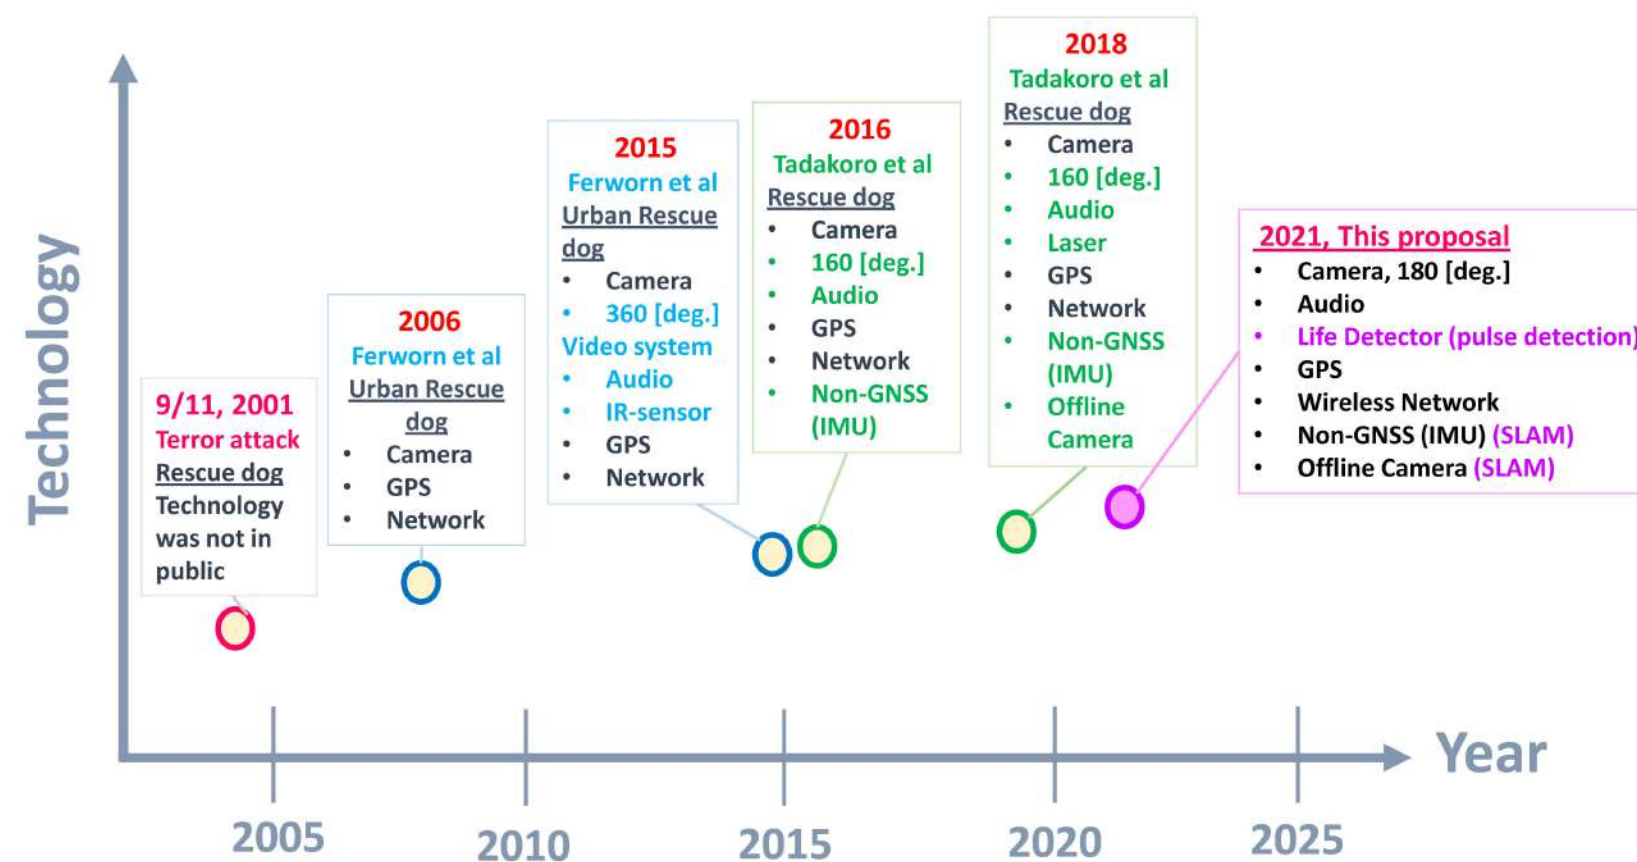 Technology
9/11, 2001
Terror attack
Rescue dog
Technology
was not in
public
2006
Ferworn et al
Urban Rescue
dog
• Camera
• GPS
• Network
2015
Ferworn et al
Urban Rescue
dog
• Camera
• 360 [deg.]
Video system
• Audio
• IR-sensor
• GPS
• Network
2016
Tadakoro et al
Rescue dog
• Camera
• 160 [deg.]
• Audio
• GPS
• Network
• Non-GNSS
(IMU)
2018
Tadakoro et al
Rescue dog
• Camera
• 160 [deg.]
• Audio
• Laser
• GPS
• Network
• Non-GNSS
(IMU)
• Offline
Camera
2021, This proposal
• Camera, 180 [deg.]
• Audio
• Life Detector (pulse detection)
• GPS
• Wireless Network
• Non-GNSS (IMU) (SLAM)
• Offline Camera (SLAM)
Year
2005
2010
2015
2020
2025